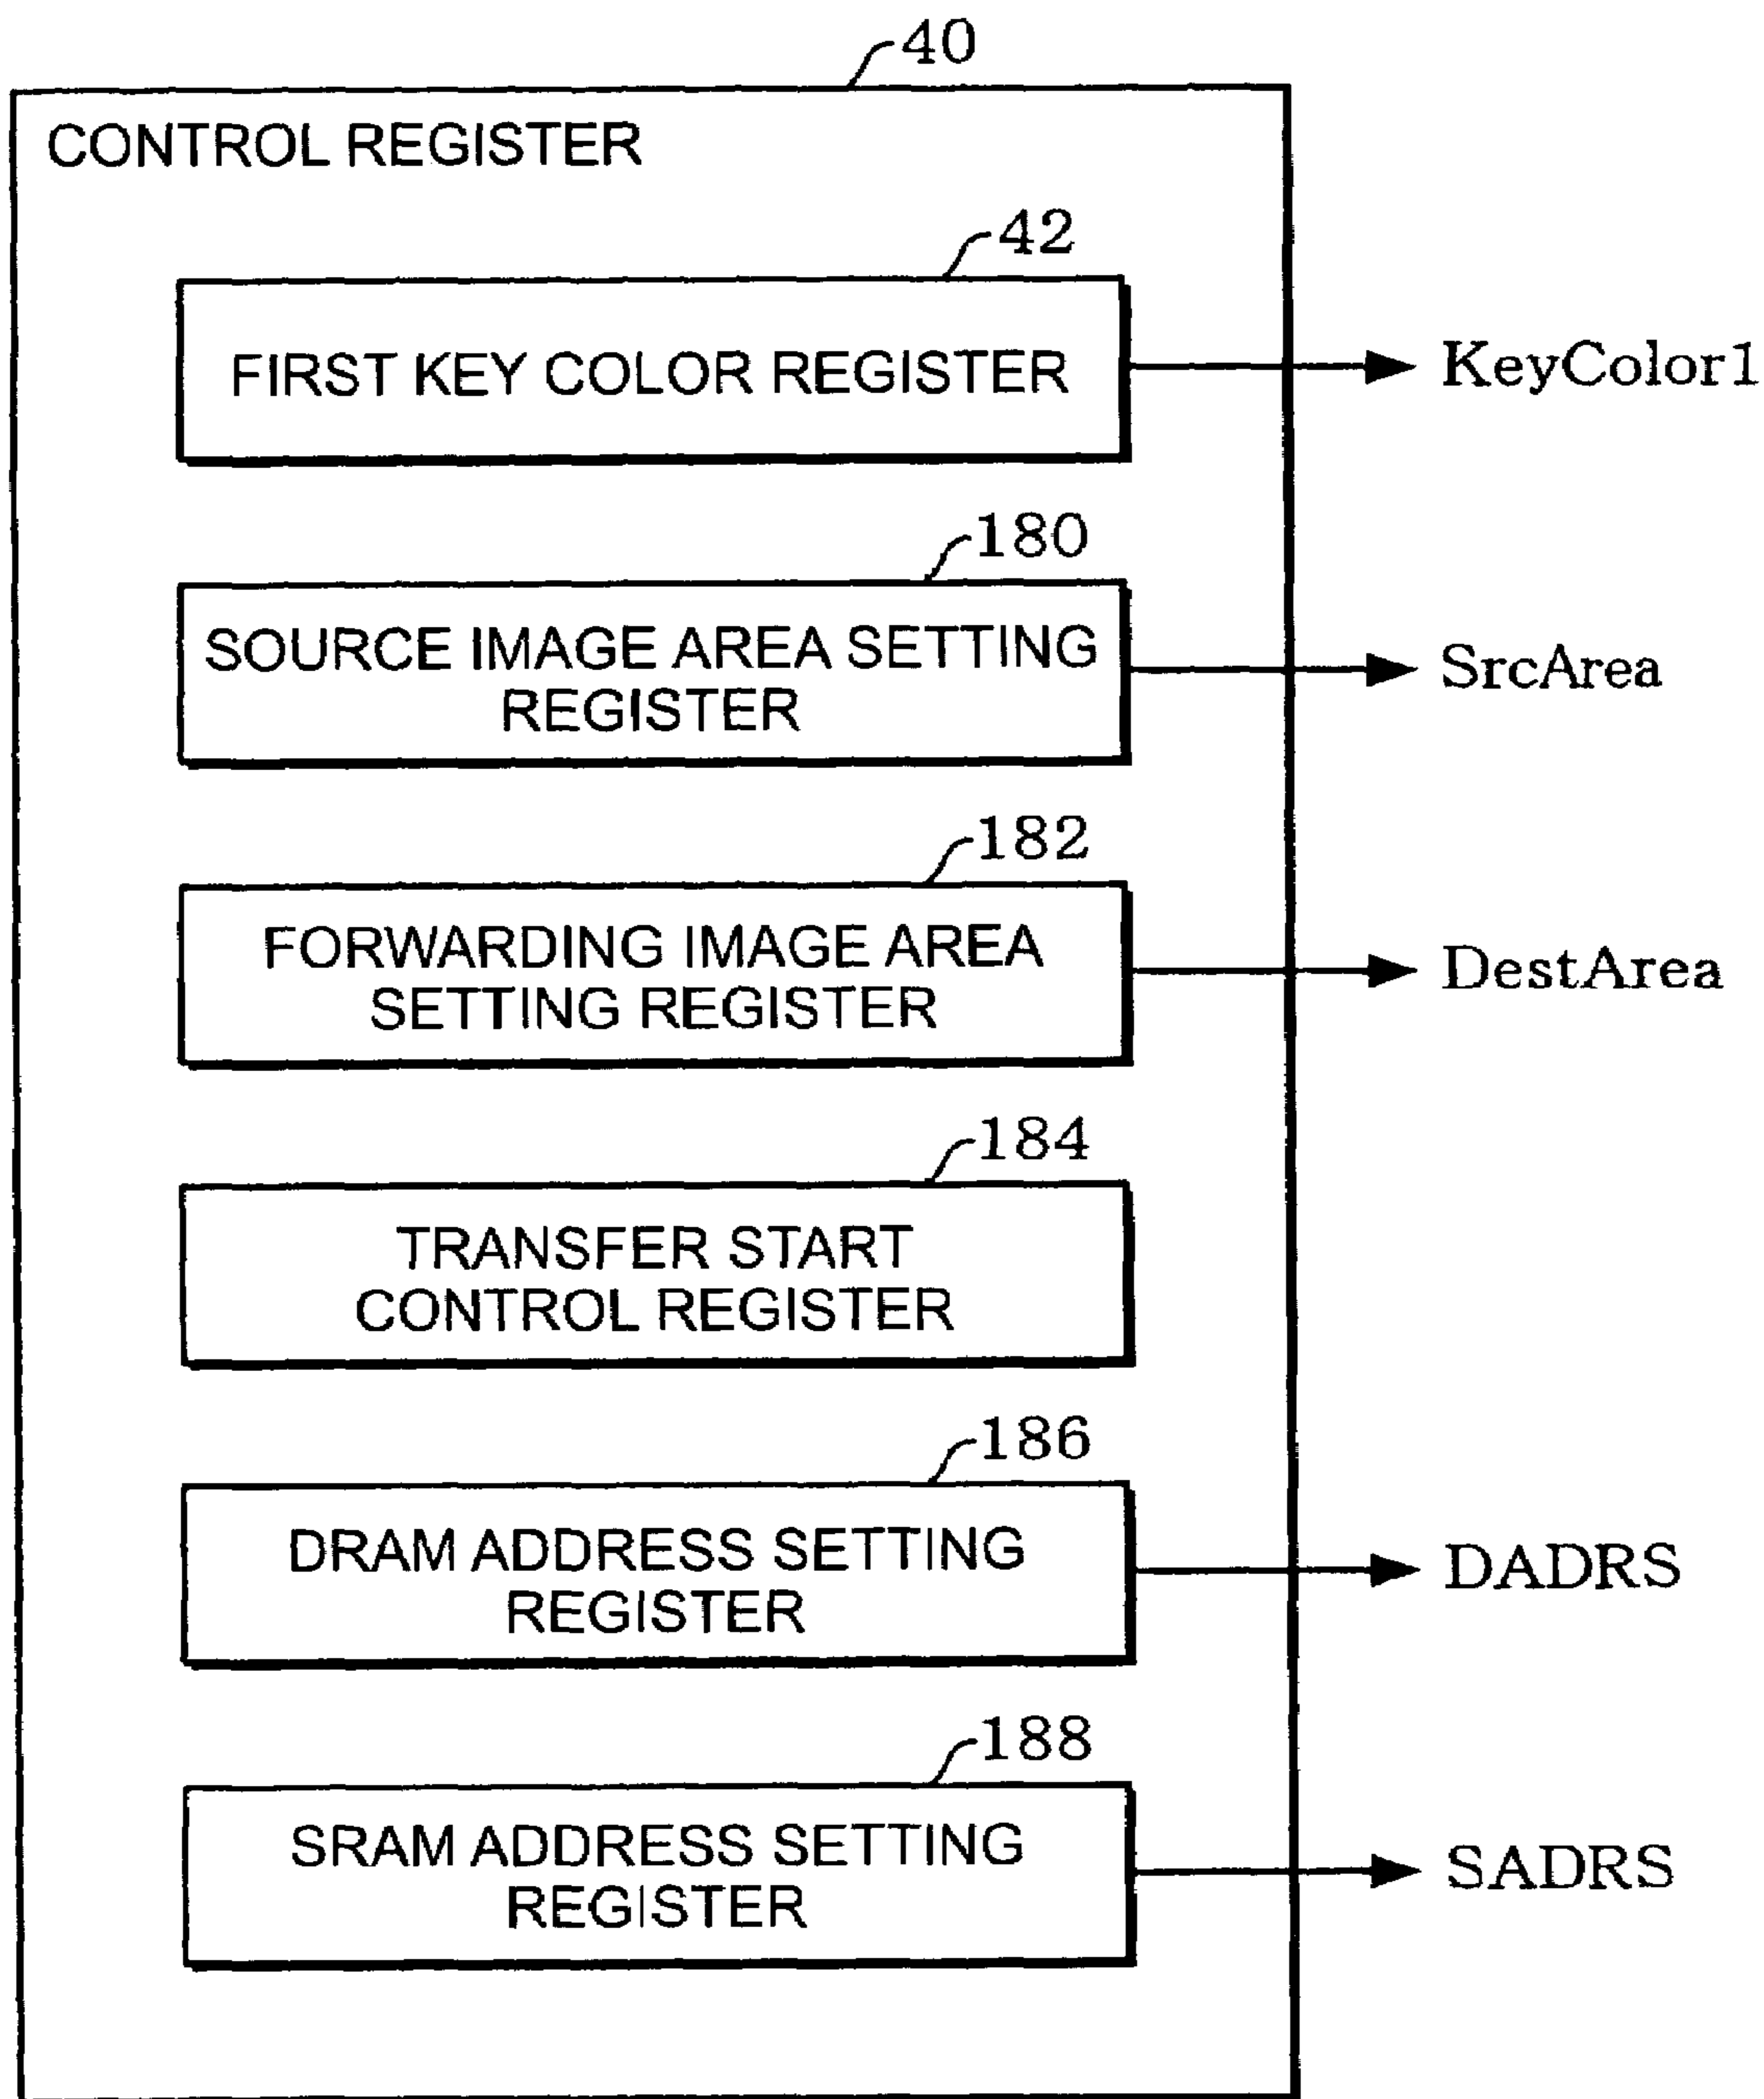 40
CONTROL REGISTER
42
FIRST KEY COLOR REGISTER
KeyColor1
180
SOURCE IMAGE AREA SETTING
REGISTER
SrcArea
182
FORWARDING IMAGE AREA
SETTING REGISTER
DestArea
184
TRANSFER START
CONTROL REGISTER
186
DRAM ADDRESS SETTING
REGISTER
DADRS
188
SRAM ADDRESS SETTING
REGISTER
SADRS